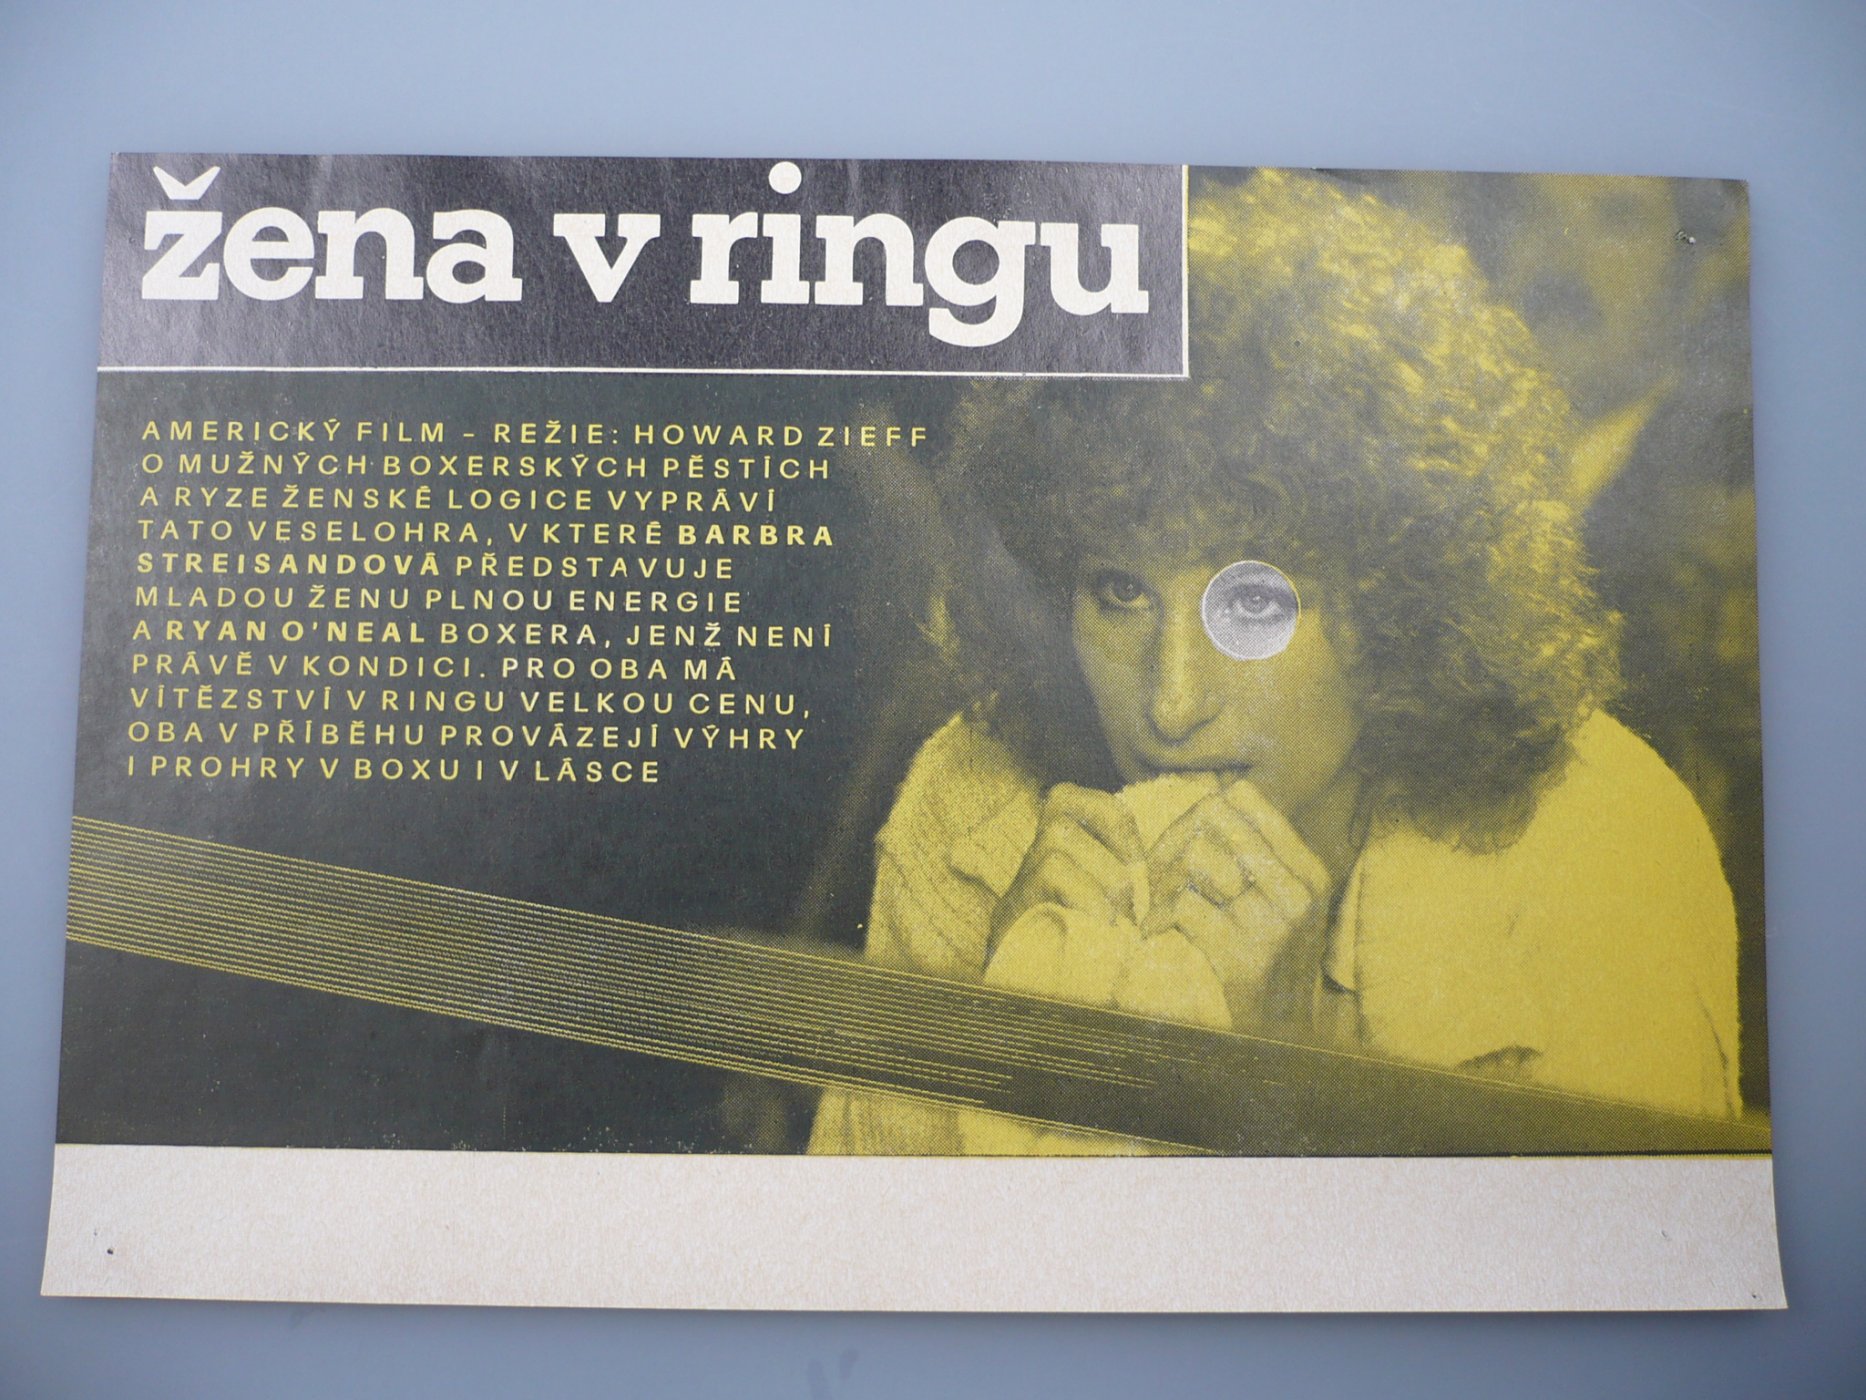 žena v ringu
AMERICKÝ FILM – REŽIE: HOWARD ZIEFF
O MUŽNÝCH BOXERSKÝCH PĚSTÍCH
A RYZE ŽENSKÉ LOGICE VYPRÁVÍ
TATO VESELOHRA, V KTERÉ BARBRA
STREISANDOVÁ PŘEDSTAVUJE
MLADOU ŽENU PLNOU ENERGIE
A RYAN O'NEAL BOXERA, JENŽ NENÍ
PRÁVĚ V KONDICI. PRO OBA MÁ
VÍTĚZSTVÍ V RINGU VELKOU CENU,
OBA V PŘÍBĚHU PROVÁZEJÍ VÝHRY
I PROHRY V BOXU I V LÁSCE